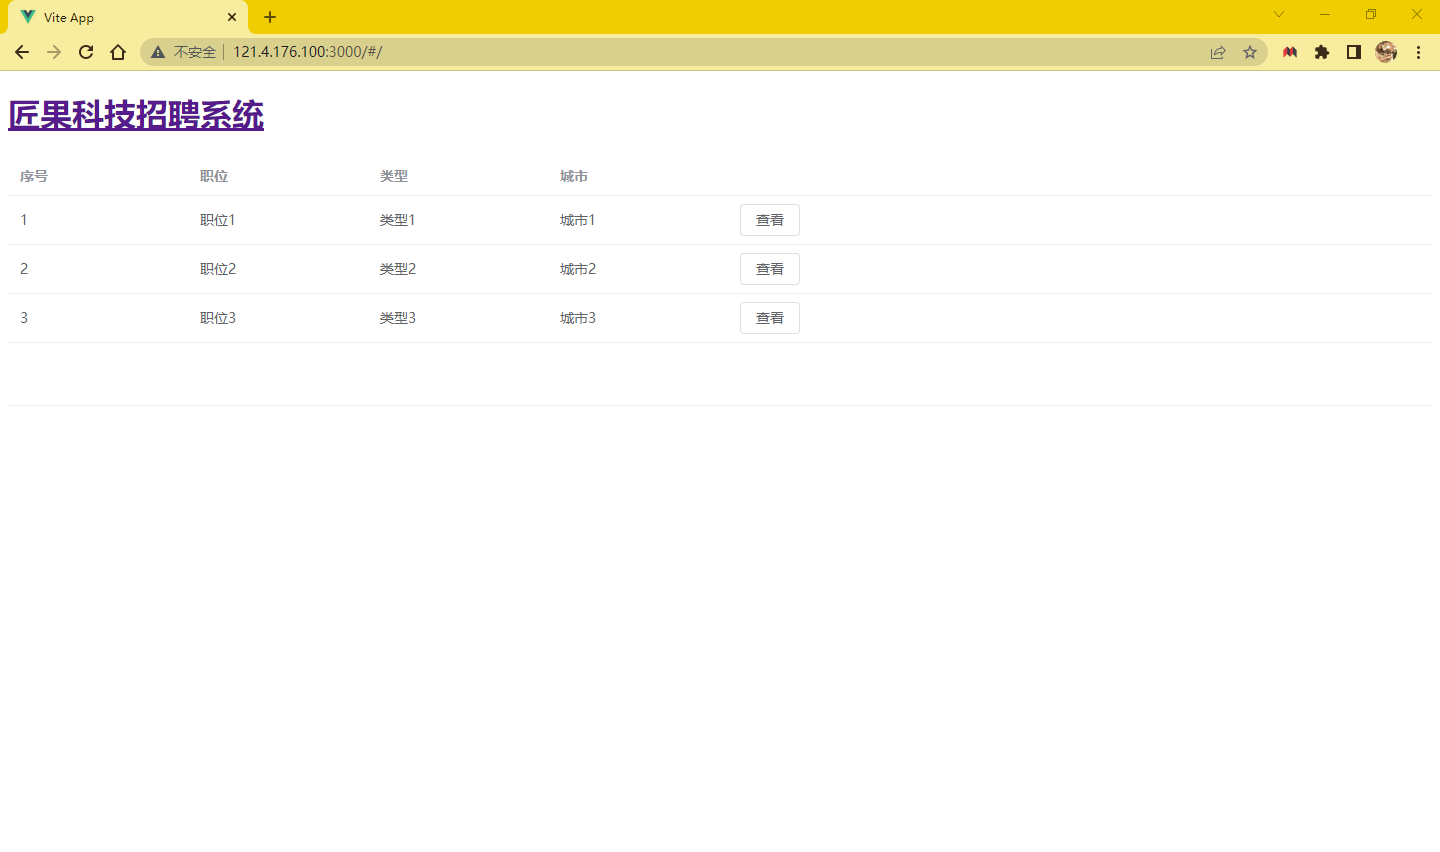 Vite App
不安全 121.4.176.100:3000/#/
匠果科技招聘系统
序号 职位 类型 城市
1 职位1 类型1 城市1 查看
2 职位2 类型2 城市2 查看
3 职位3 类型3 城市3 查看